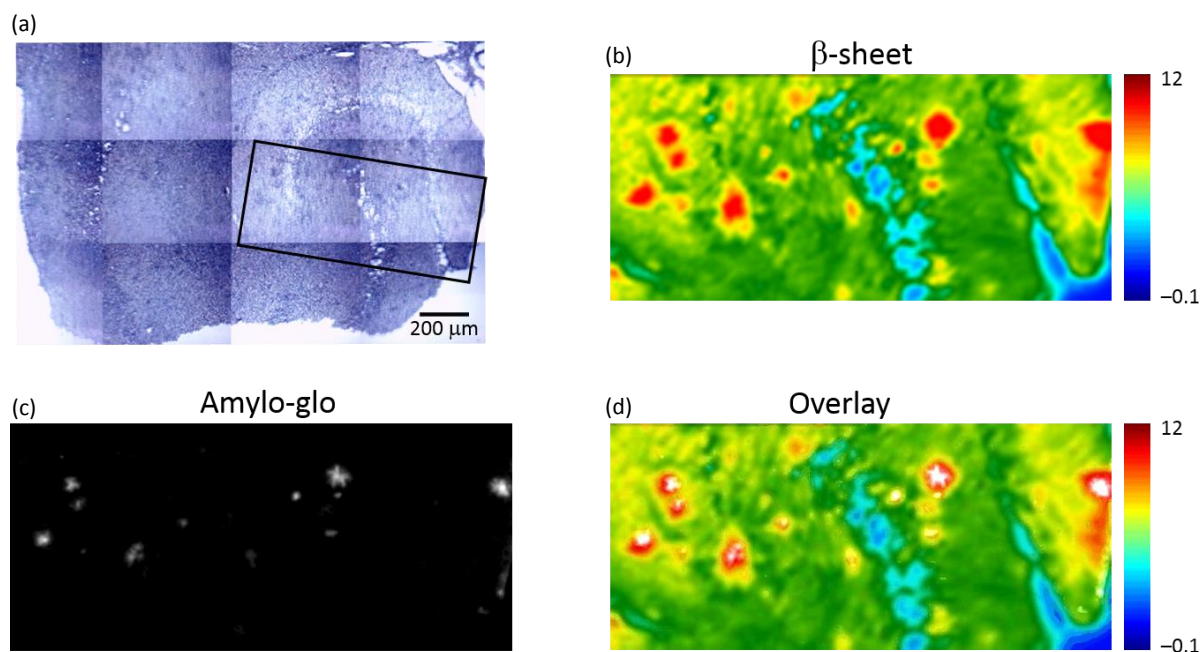 (a)
200 μm
(b)
β-sheet
12
−0.1
(c)
Amylo-glo
(d)
Overlay
12
−0.1